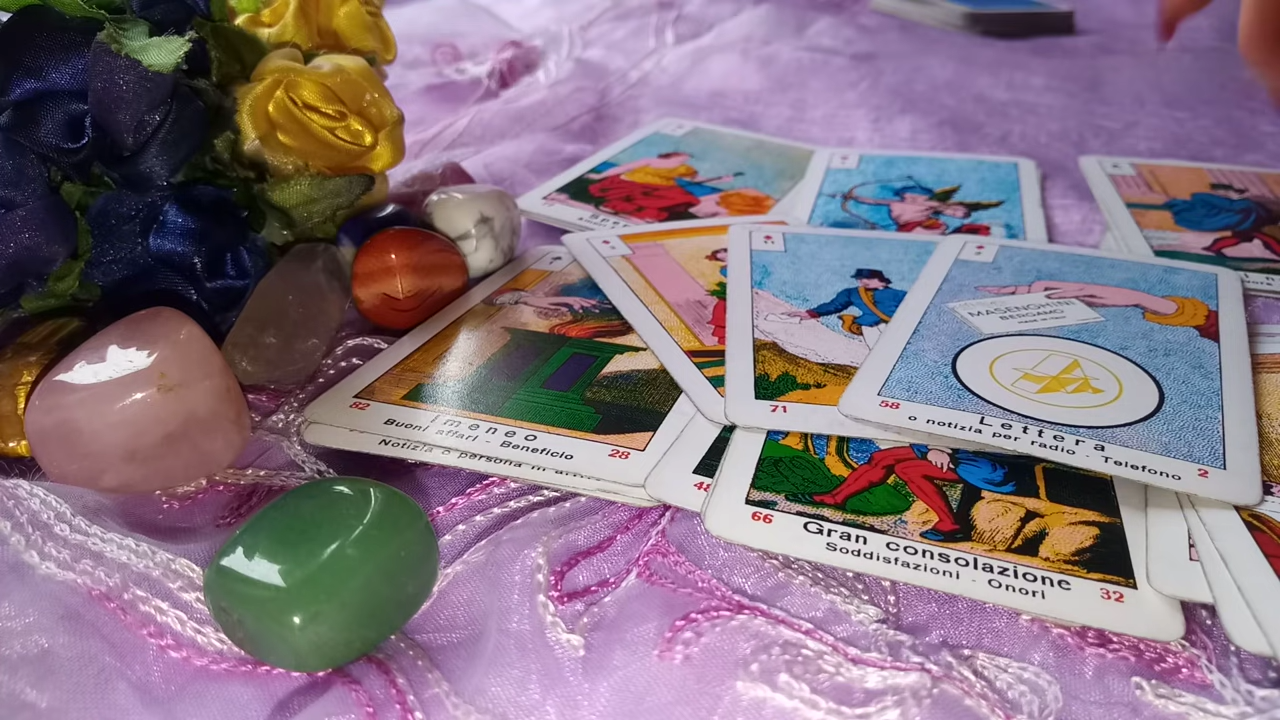 MASENGHINI
BERGAMO
58
Lettera
o notizia per radio - Telefono
2
71
82
Imeneo
Buoni affari - Beneficio
28
Notizia o persona in
48
66
Gran consolazione
Soddisfazioni - Onori
32